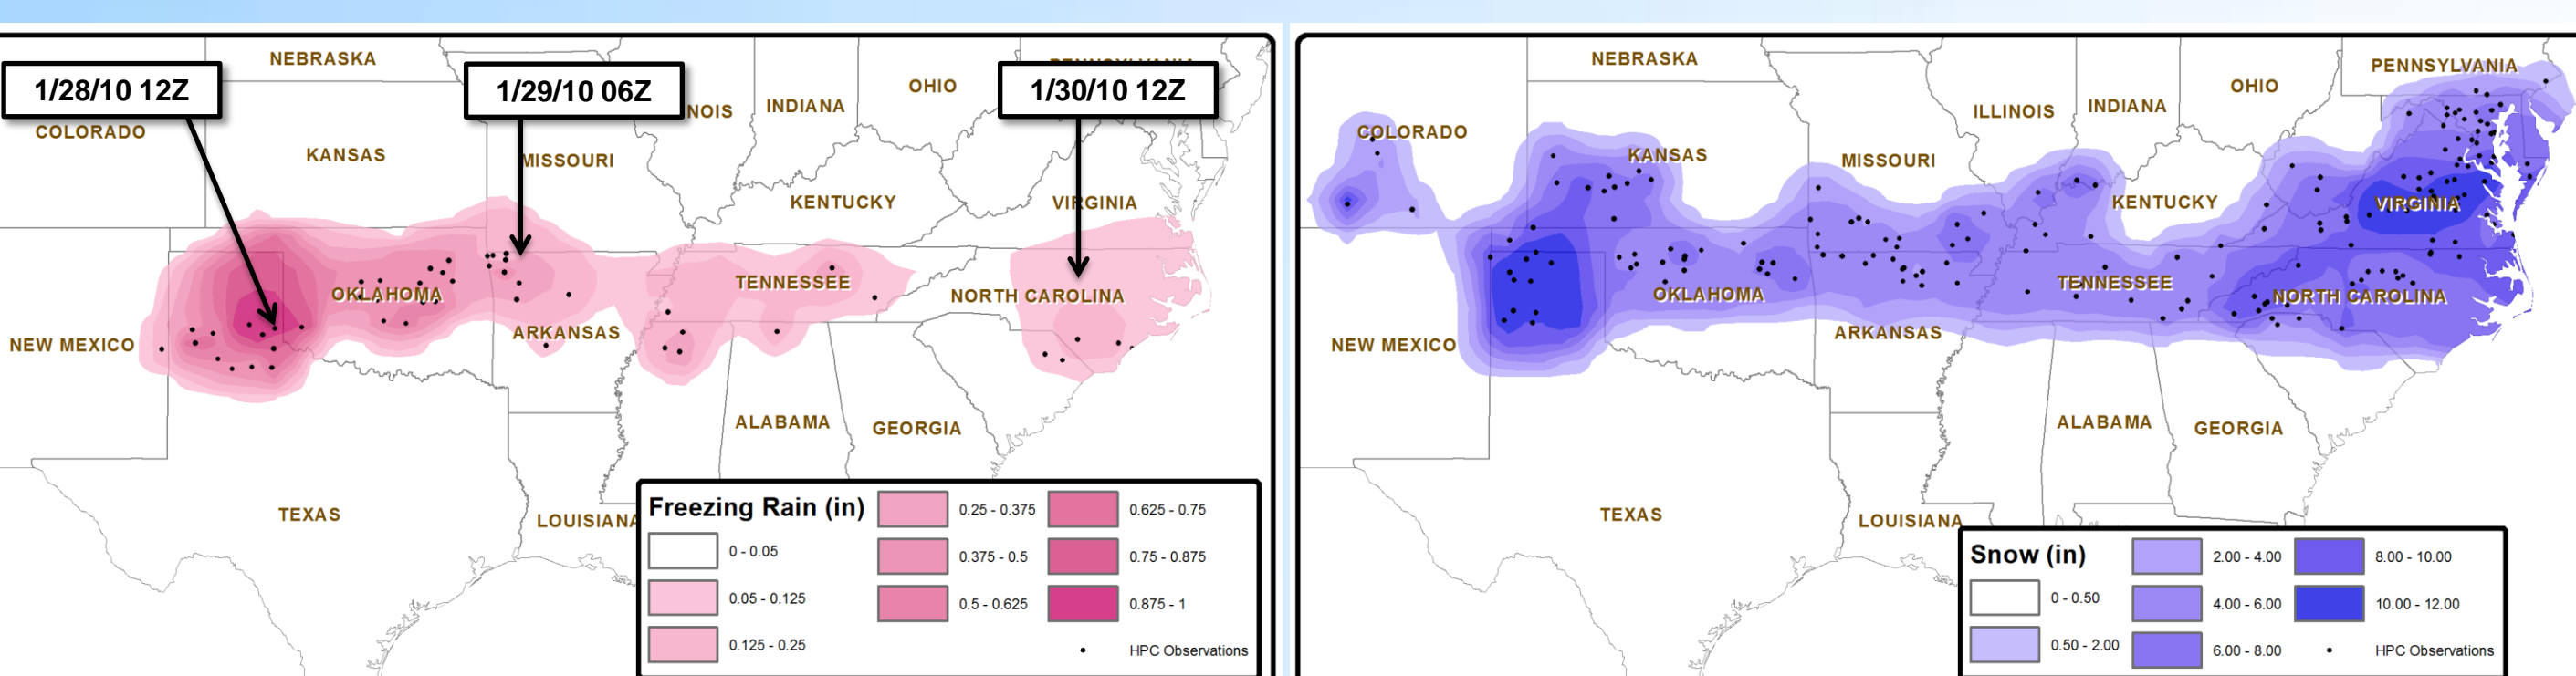 NEBRASKA
1/28/10 12Z
1/29/10 06Z
1/30/10 12Z
OHIO
NOIS
INDIANA
COLORADO
KANSAS
MISSOURI
KENTUCKY
VIRGINIA
TENNESSEE
OKLAHOMA
NORTH CAROLINA
ARKANSAS
NEW MEXICO
ALABAMA
GEORGIA
TEXAS
LOUISIANA
Freezing Rain (in)
0 - 0.05
0.05 - 0.125
0.125 - 0.25
0.25 - 0.375
0.375 - 0.5
0.5 - 0.625
0.625 - 0.75
0.75 - 0.875
0.875 - 1
HPC Observations
NEBRASKA
PENNSYLVANIA
OHIO
ILLINOIS
INDIANA
COLORADO
KANSAS
MISSOURI
KENTUCKY
VIRGINIA
TENNESSEE
OKLAHOMA
NORTH CAROLINA
ARKANSAS
NEW MEXICO
ALABAMA
GEORGIA
TEXAS
LOUISIANA
Snow (in)
0 - 0.50
0.50 - 2.00
2.00 - 4.00
4.00 - 6.00
6.00 - 8.00
8.00 - 10.00
10.00 - 12.00
HPC Observations